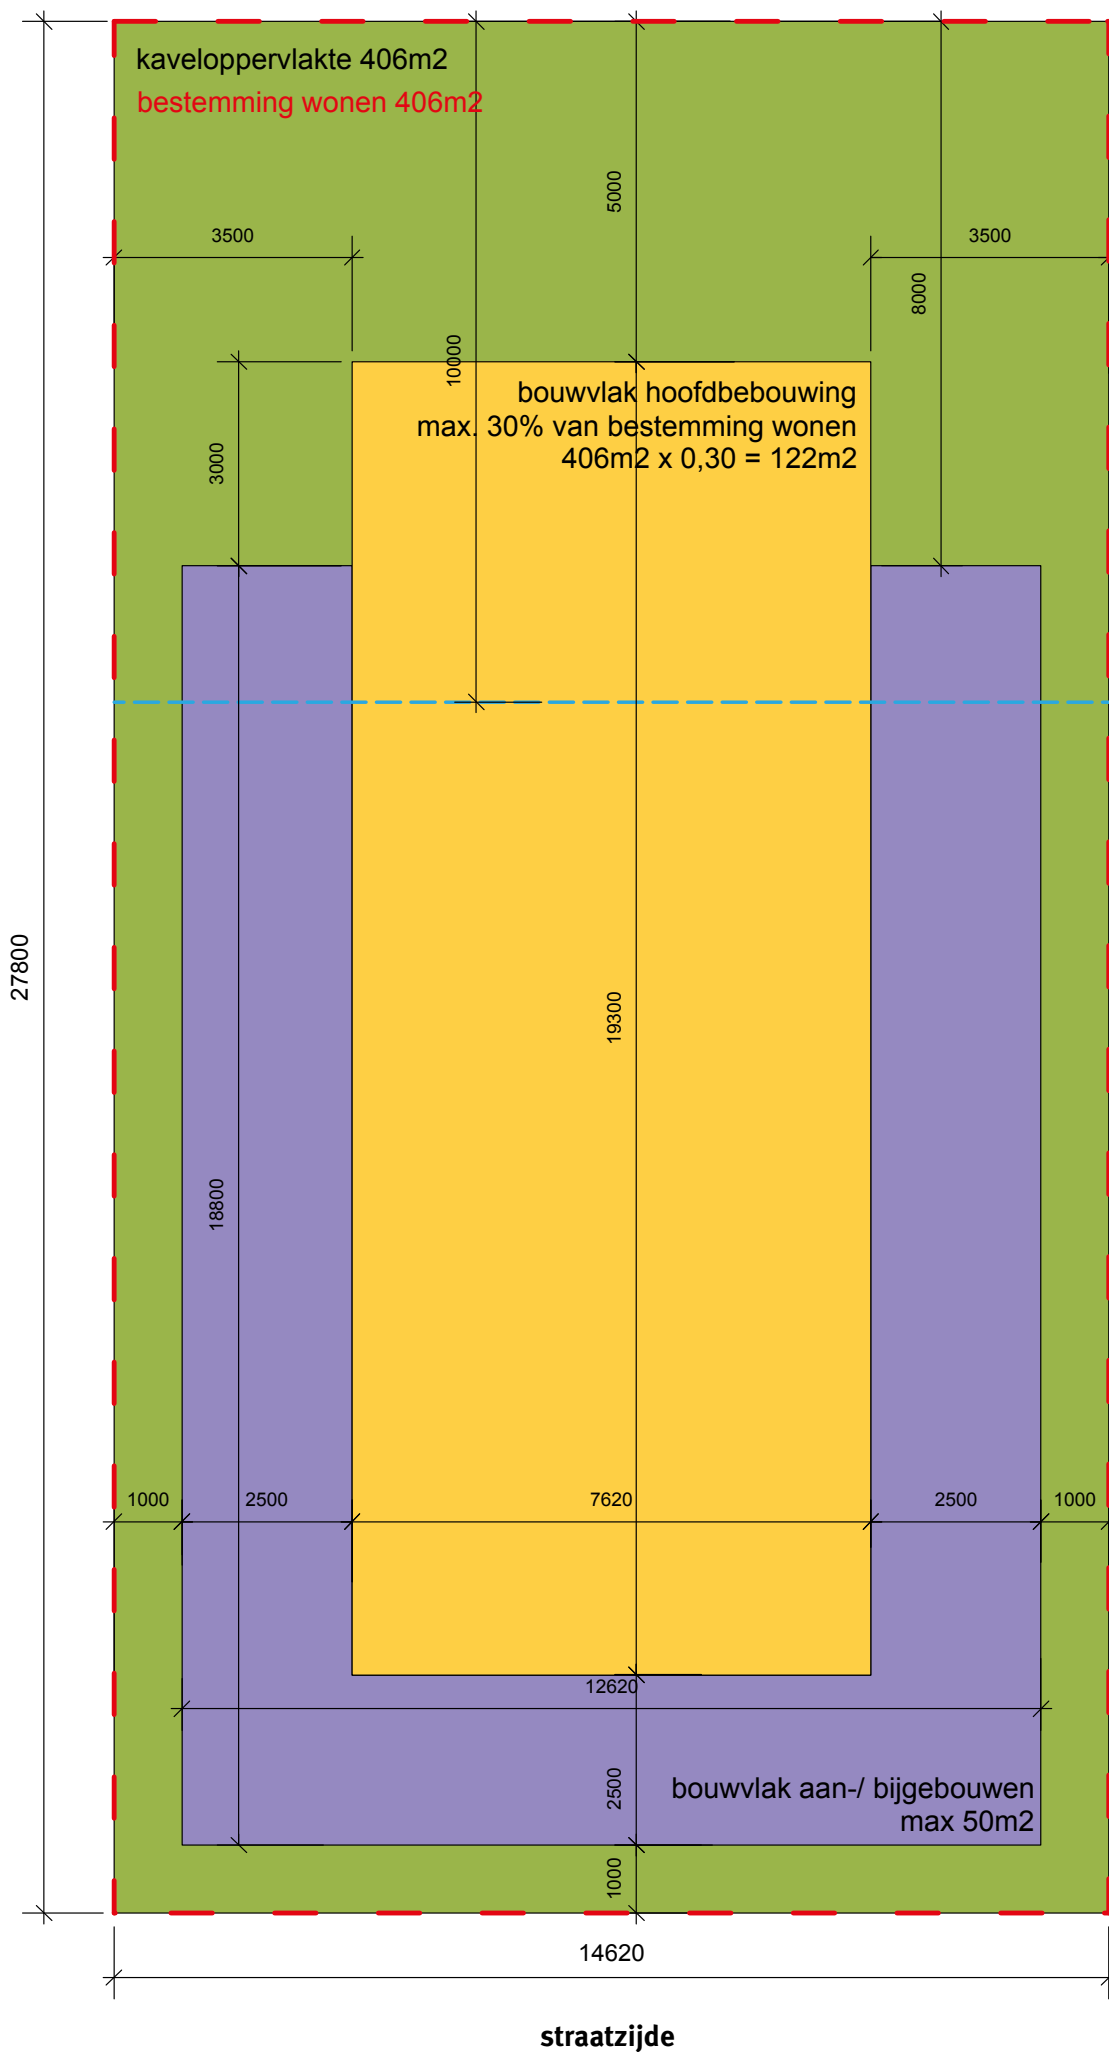 kaveloppervlakte 406m2
bestemming wonen 406m2
5000
3500
3500
8000
10000
bouwvlak hoofdbebouwing
max. 30% van bestemming wonen
406m2 x 0,30 = 122m2
3000
27800
19300
18800
1000
2500
7620
2500
1000
12620
2500
bouwvlak aan-/ bijgebouwen
max 50m2
1000
14620
straatzijde